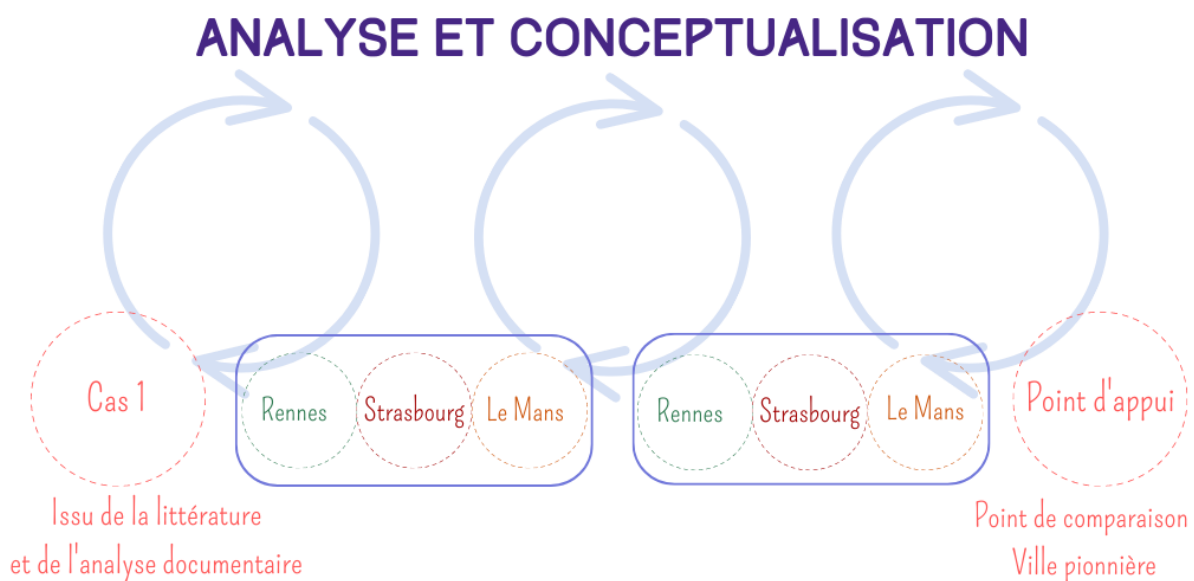 ANALYSE ET CONCEPTUALISATION
Cas 1
Rennes
Strasbourg
Le Mans
Rennes
Strasbourg
Le Mans
Point d'appui
Issu de la littérature
et de l'analyse documentaire
Point de comparaison
Ville pionnière